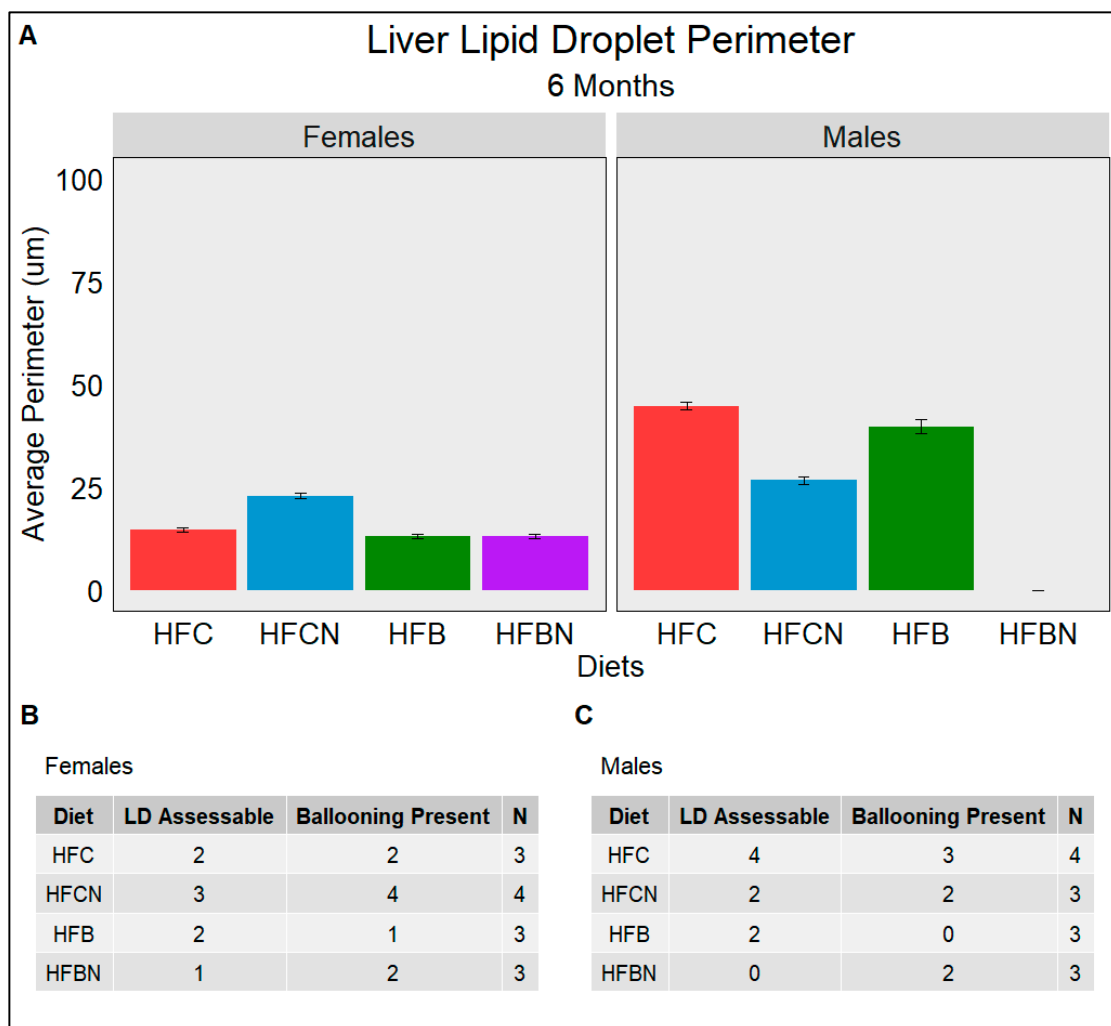 A
Liver Lipid Droplet Perimeter
6 Months
Females
Males
Average Perimeter (um)
100
75
50
25
0
HFC HFCN HFB HFBN
HFC HFCN HFB HFBN
Diets
B
Females
Diet LD Assessable Ballooning Present N
HFC 2 2 3
HFCN 3 4 4
HFB 2 1 3
HFBN 1 2 3
C
Males
Diet LD Assessable Ballooning Present N
HFC 4 3 4
HFCN 2 2 3
HFB 2 0 3
HFBN 0 2 3